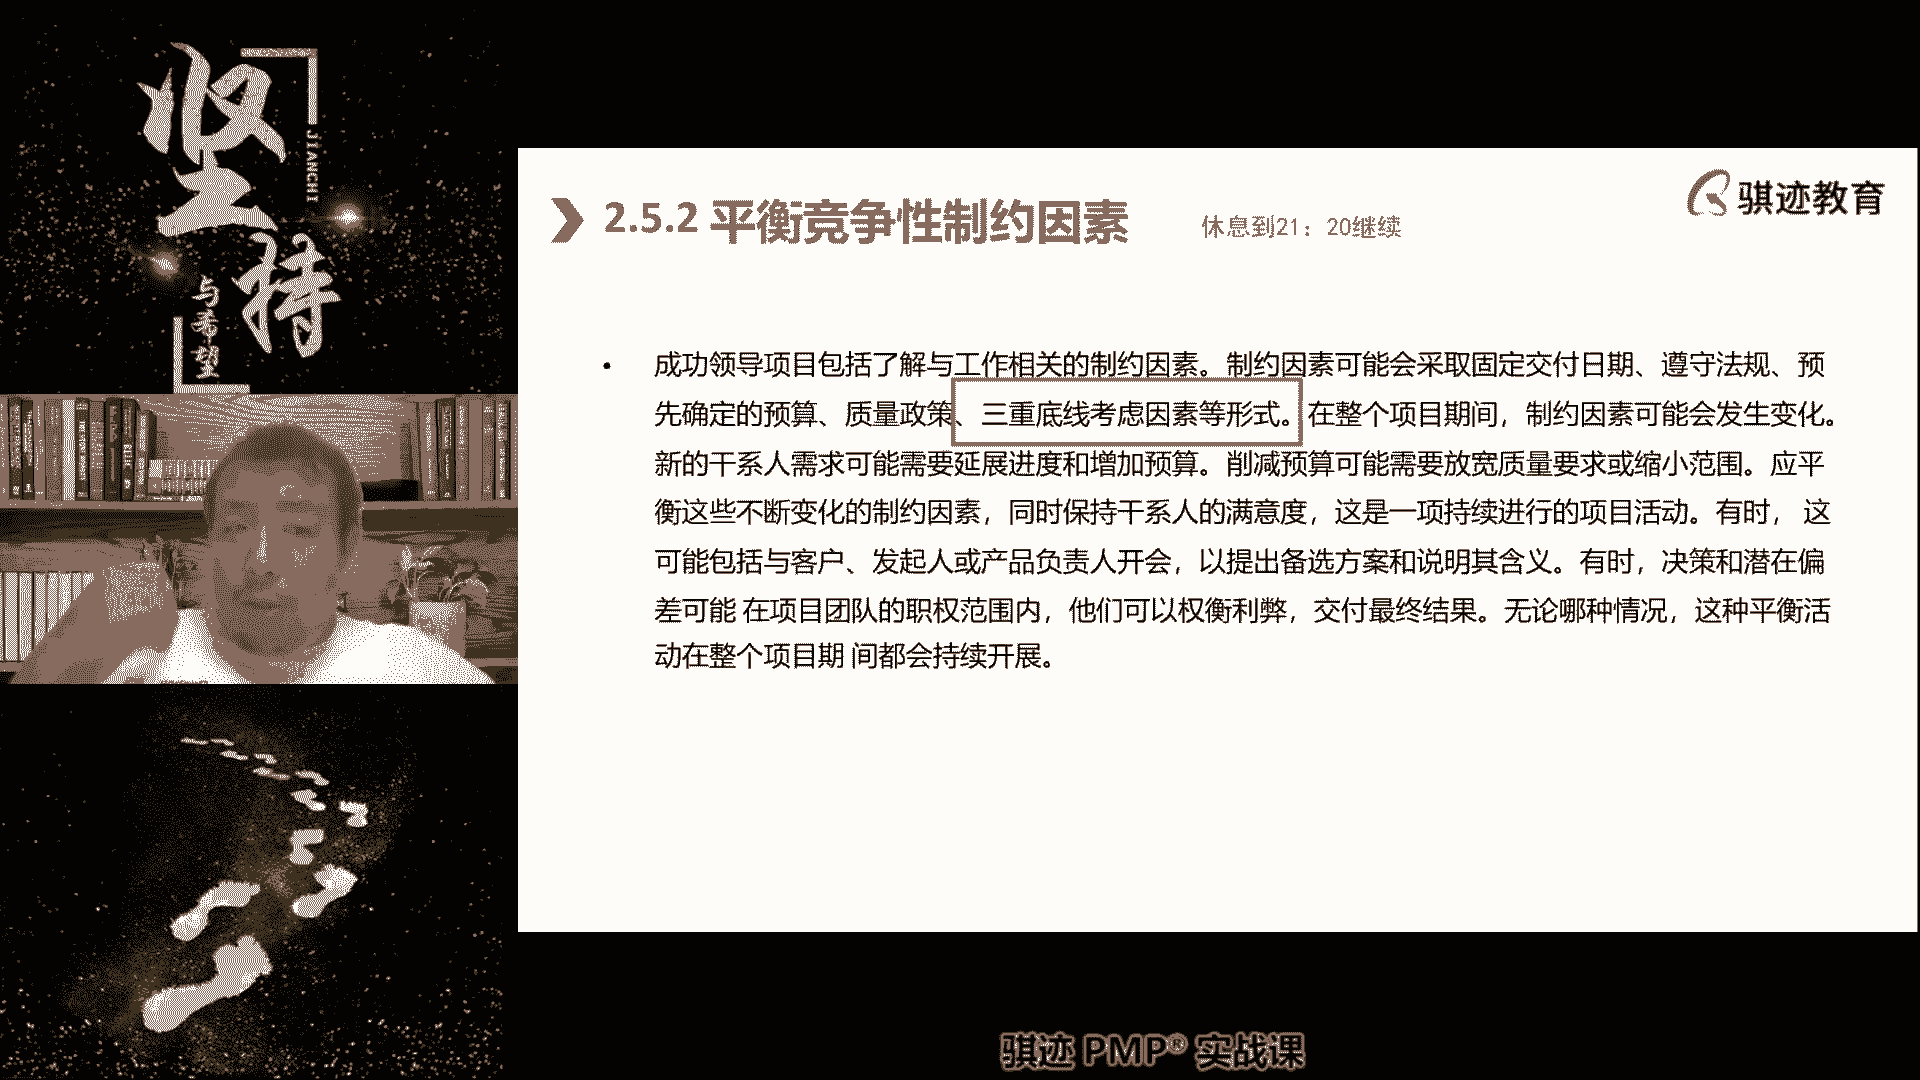 坚持
JIANCHI
与希望
骐迹教育
2.5.2 平衡竞争性制约因素
休息到21：20继续
• 成功领导项目包括了解与工作相关的制约因素。制约因素可能会采取固定交付日期、遵守法规、预
先确定的预算、质量政策、三重底线考虑因素等形式。在整个项目期间，制约因素可能会发生变化。
新的干系人需求可能需要延展进度和增加预算。削减预算可能需要放宽质量要求或缩小范围。应平
衡这些不断变化的制约因素，同时保持干系人的满意度，这是一项持续进行的项目活动。有时， 这
可能包括与客户、发起人或产品负责人开会，以提出备选方案和说明其含义。有时，决策和潜在偏
差可能 在项目团队的职权范围内，他们可以权衡利弊，交付最终结果。无论哪种情况，这种平衡活
动在整个项目期 间都会持续开展。
骐迹 PMP® 实战课